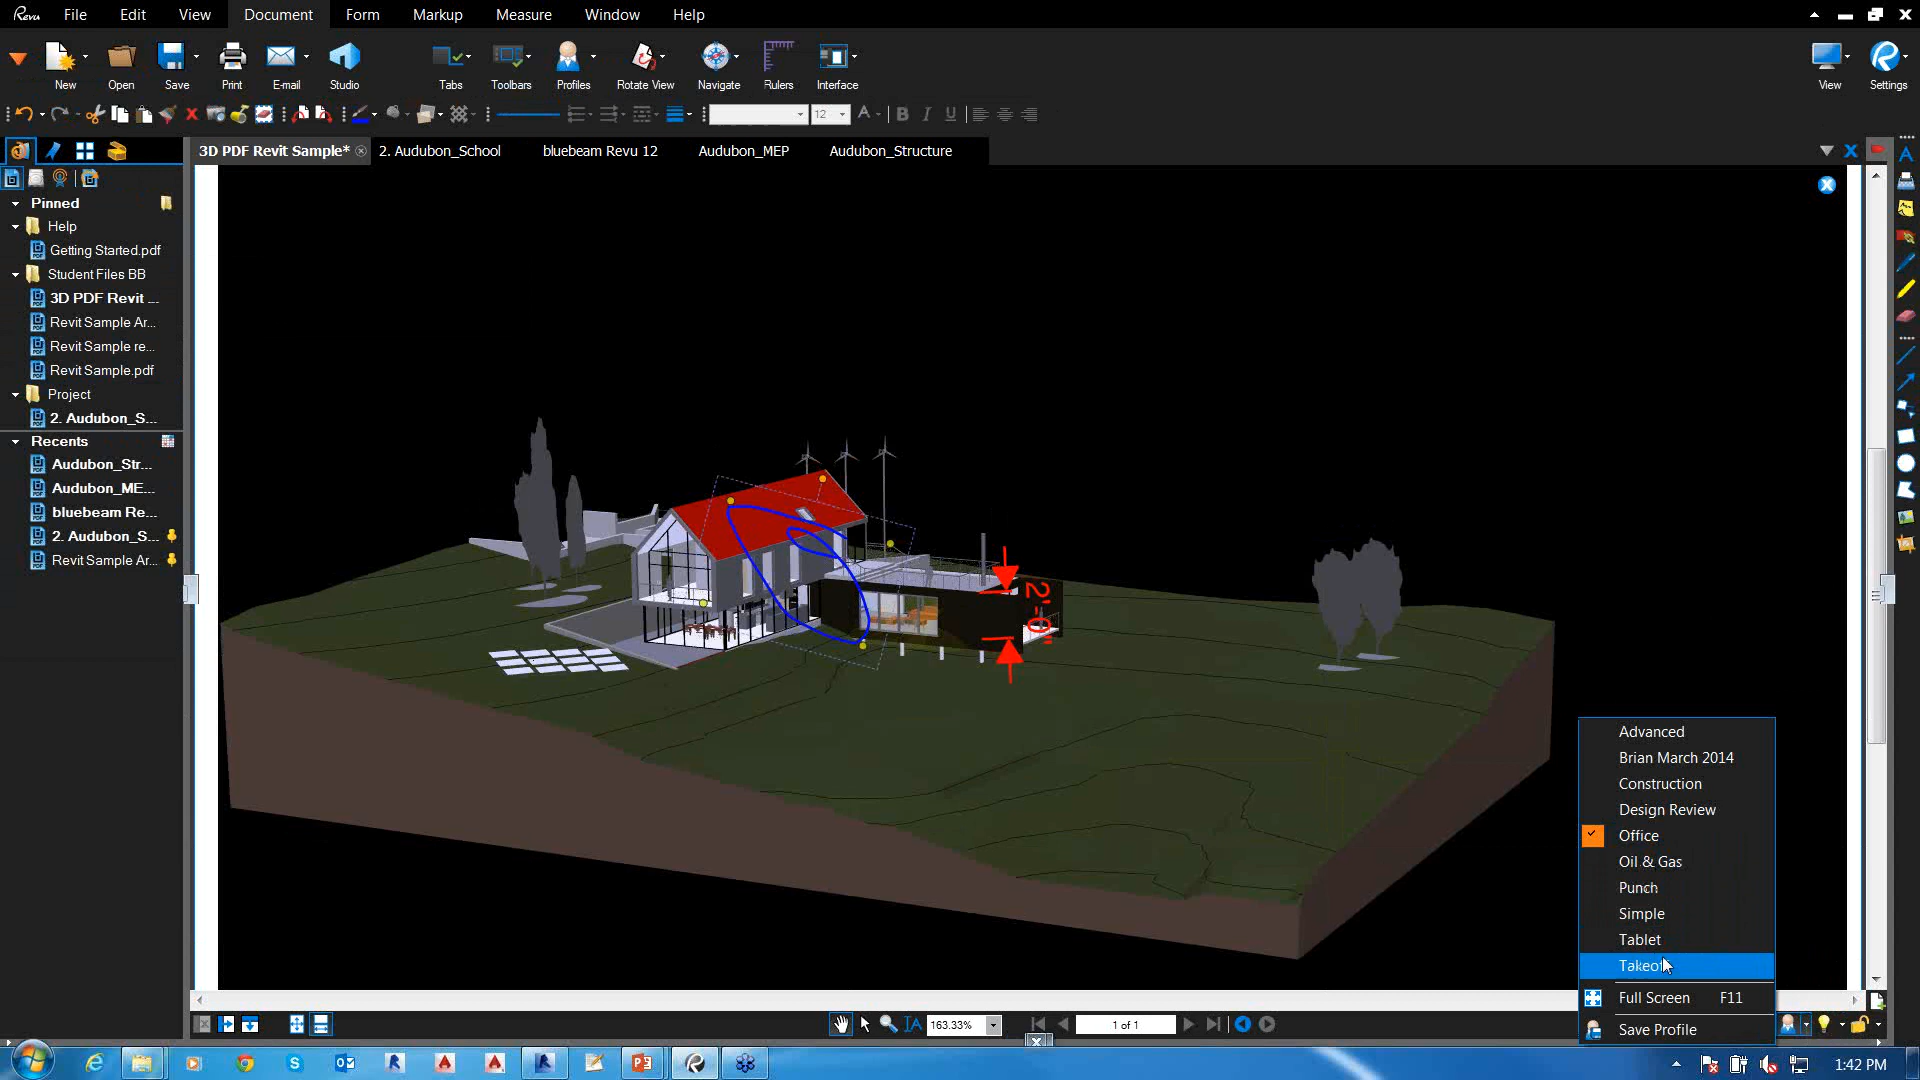 Revu File Edit View Document Form Markup Measure Window Help
New Open Save Print E-mail Studio Tabs Toolbars Profiles Rotate View Navigate Rulers Interface View Settings
12 A B I U
3D PDF Revit Sample* 2. Audubon_School bluebeam Revu 12 Audubon_MEP Audubon_Structure
Pinned
Help
Getting Started.pdf
Student Files BB
3D PDF Revit ...
Revit Sample Ar...
Revit Sample re...
Revit Sample.pdf
Project
2. Audubon_S...
Recents
Audubon_Str...
Audubon_ME...
bluebeam Re...
2. Audubon_S...
Revit Sample Ar...
2'-0"
Advanced
Brian March 2014
Construction
Design Review
Office
Oil & Gas
Punch
Simple
Tablet
Full Screen F11
Save Profile
163.33% 1 of 1
1:42 PM